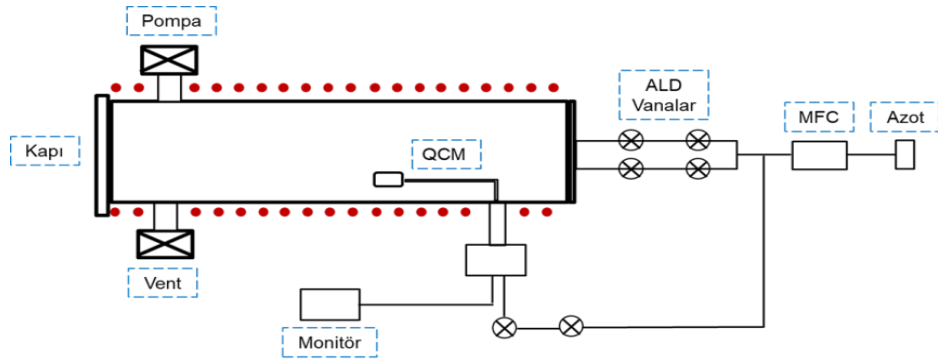 Pompa
ALD
Vanalar
MFC
Azot
Kapı
QCM
Vent
Monitör